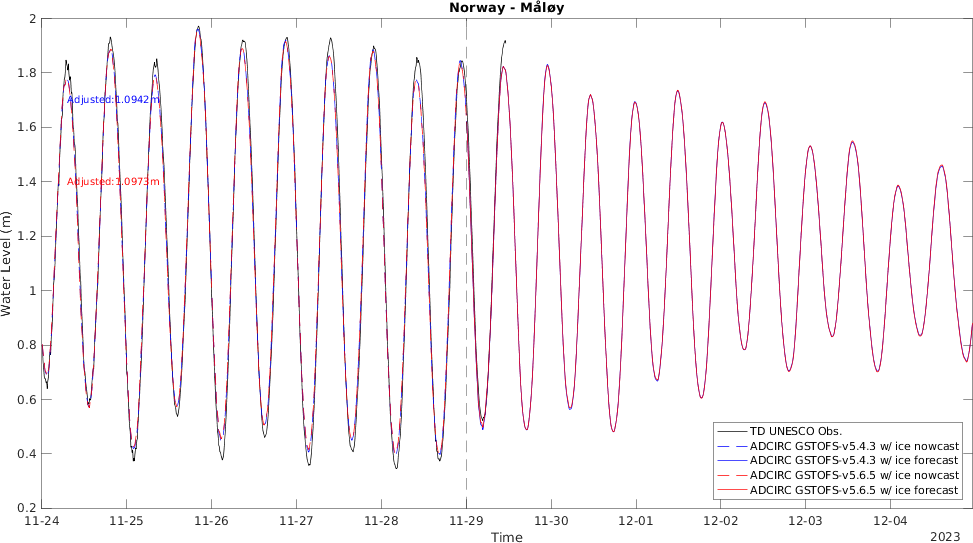 Norway - Måløy
2
1.8
1.6
1.4
1.2
1
0.8
0.6
0.4
0.2
Water Level (m)
Adjusted:1.0942m
Adjusted:1.0973m
TD UNESCO Obs.
ADCIRC GSTOFS-v5.4.3 w/ ice nowcast
ADCIRC GSTOFS-v5.4.3 w/ ice forecast
ADCIRC GSTOFS-v5.6.5 w/ ice nowcast
ADCIRC GSTOFS-v5.6.5 w/ ice forecast
11-24 11-25 11-26 11-27 11-28 11-29 11-30 12-01 12-02 12-03 12-04
Time
2023